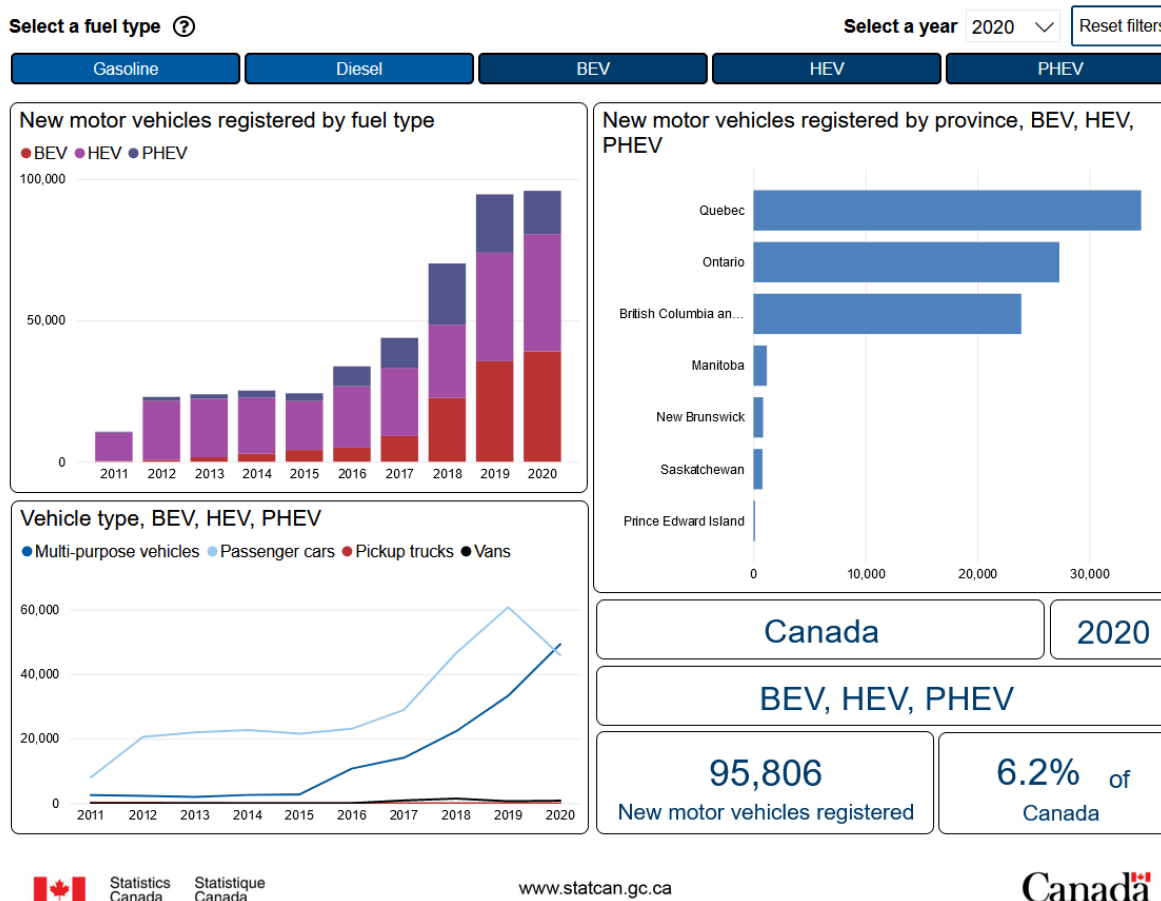 Select a fuel type ?
Select a year 2020 Reset filters
Gasoline Diesel BEV HEV PHEV
New motor vehicles registered by fuel type
BEV HEV PHEV
100,000
50,000
0
2011 2012 2013 2014 2015 2016 2017 2018 2019 2020
Vehicle type, BEV, HEV, PHEV
Multi-purpose vehicles Passenger cars Pickup trucks Vans
60,000
40,000
20,000
0
2011 2012 2013 2014 2015 2016 2017 2018 2019 2020
New motor vehicles registered by province, BEV, HEV,
PHEV
Quebec
Ontario
British Columbia an...
Manitoba
New Brunswick
Saskatchewan
Prince Edward Island
0 10,000 20,000 30,000
Canada
2020
BEV, HEV, PHEV
95,806
New motor vehicles registered
6.2% of
Canada
Statistics Statistique
Canada Canada
www.statcan.gc.ca
Canada